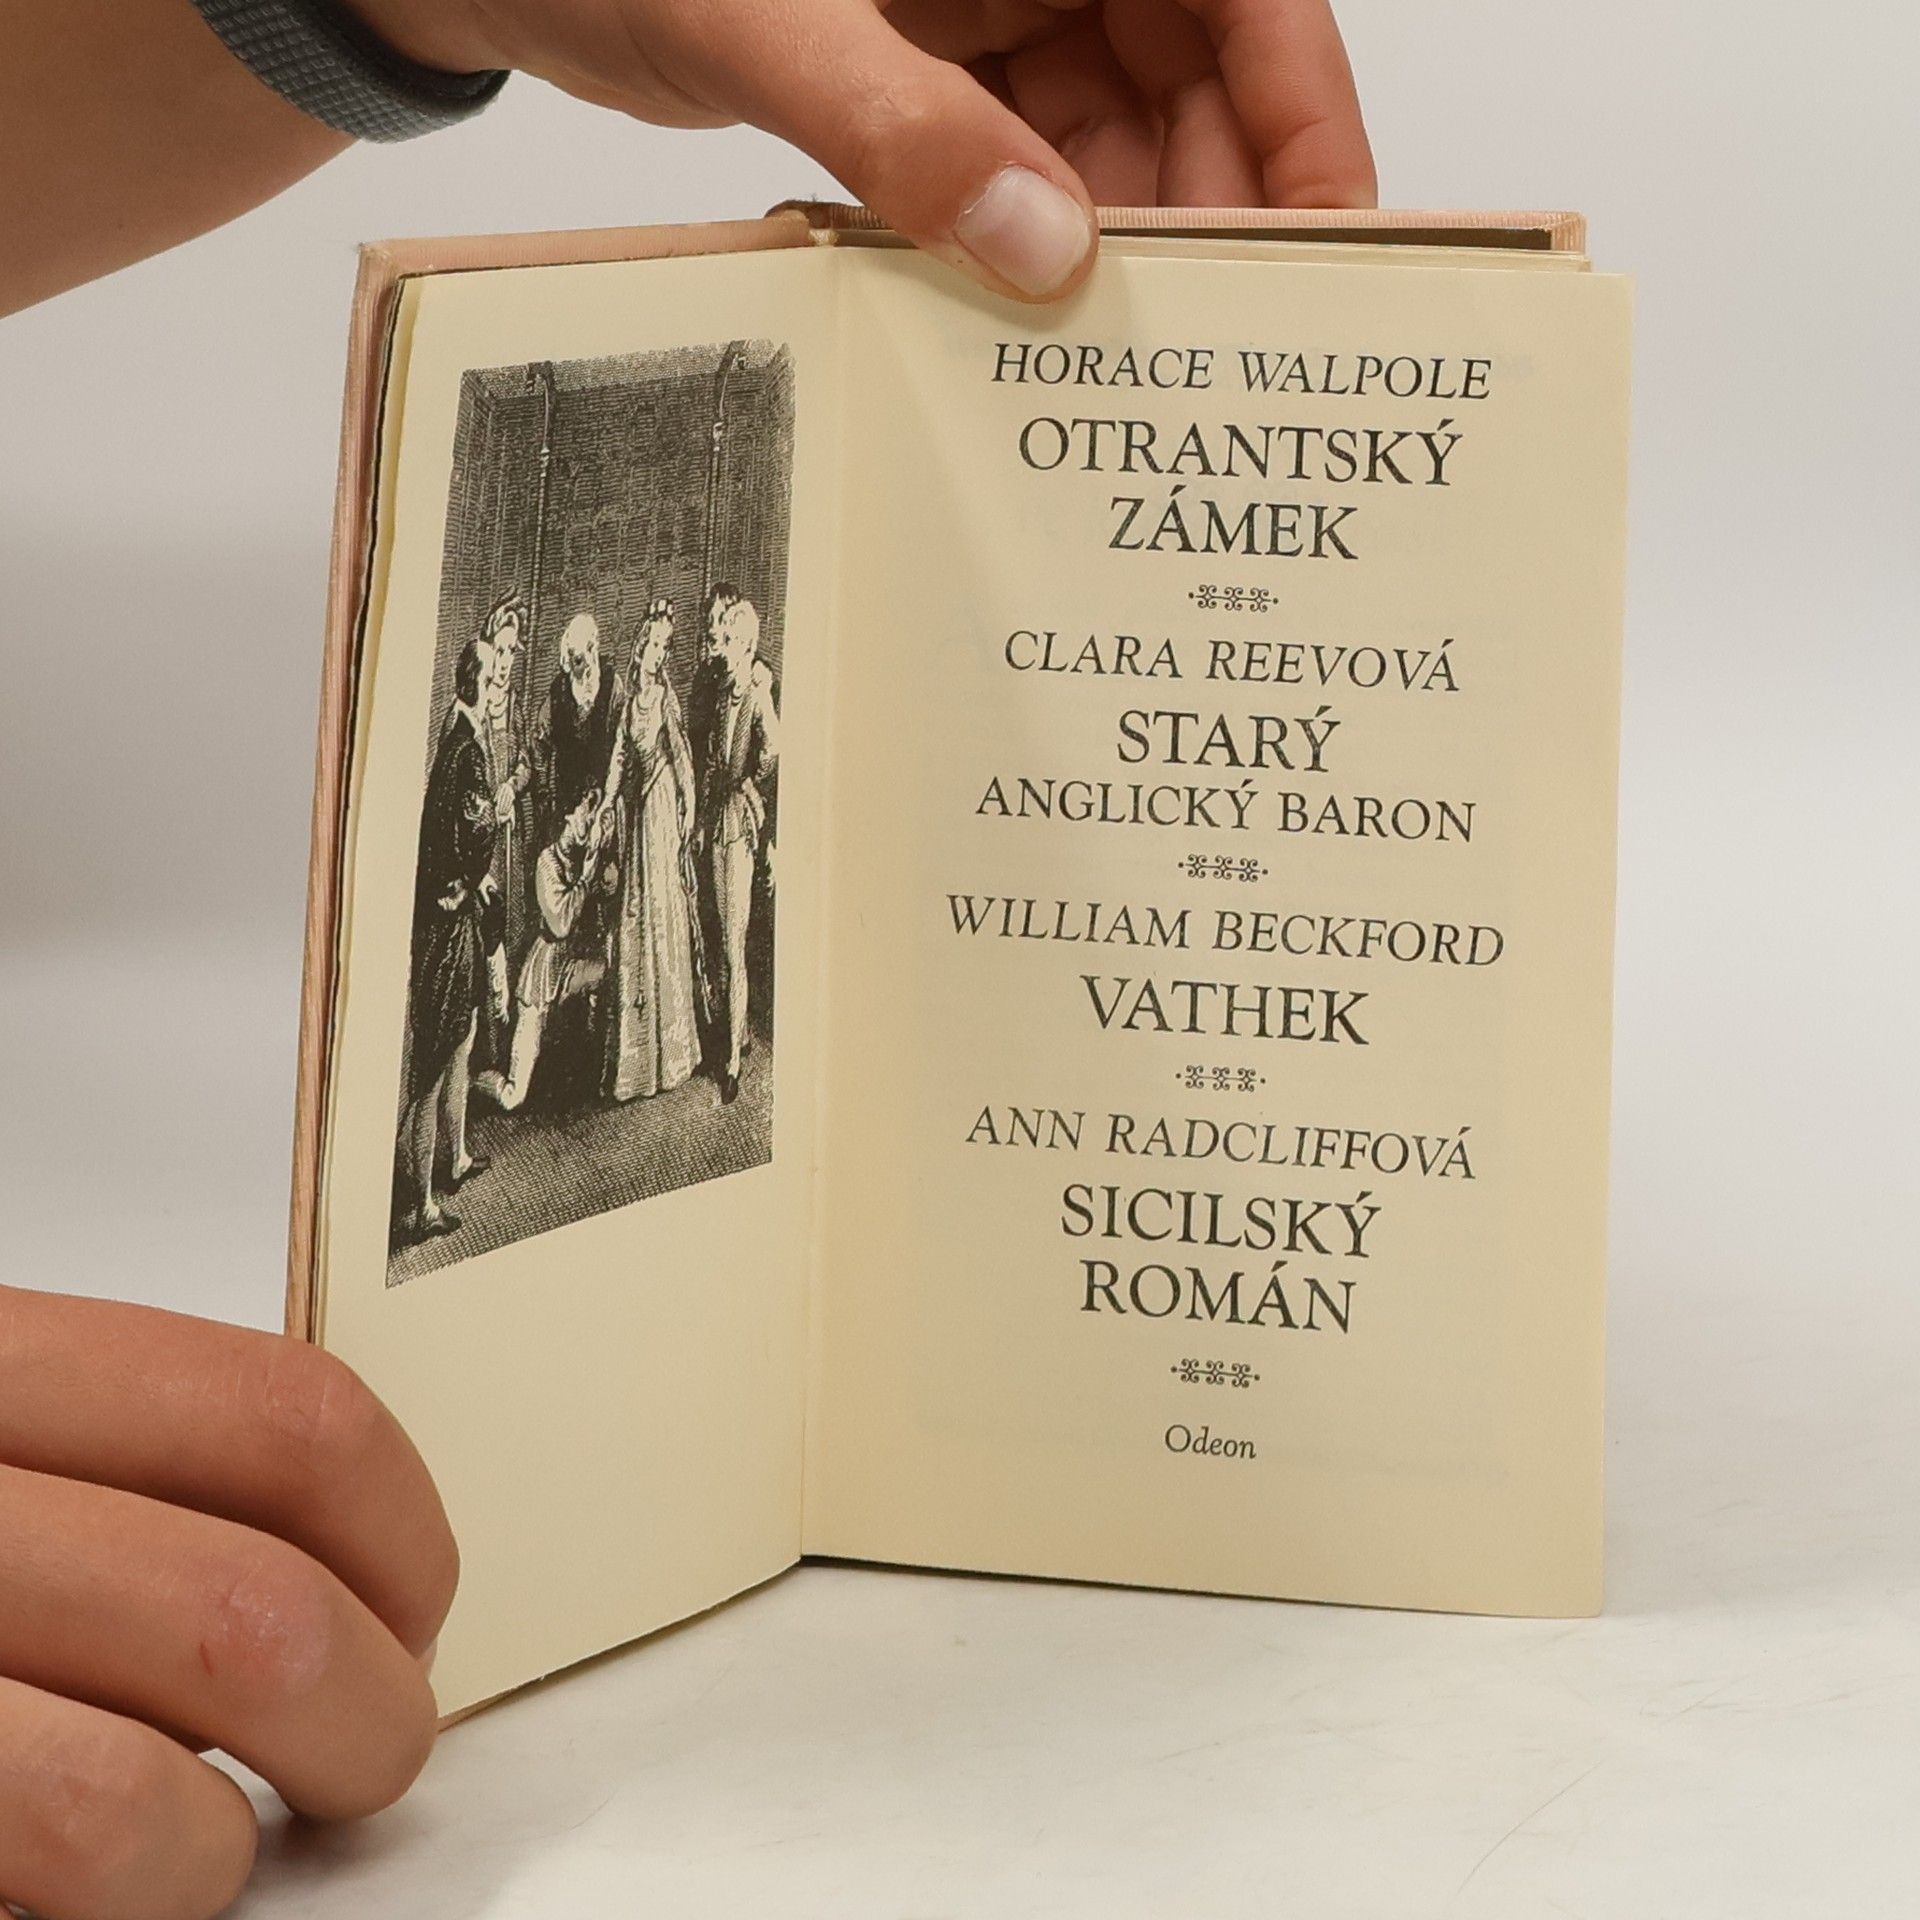 HORACE WALPOLE
OTRANTSKÝ
ZÁMEK
CLARA REEVOVÁ
STARÝ
ANGLICKÝ BARON
WILLIAM BECKFORD
VATHEK
ANN RADCLIFFOVÁ
SICILSKÝ
ROMÁN
Odeon